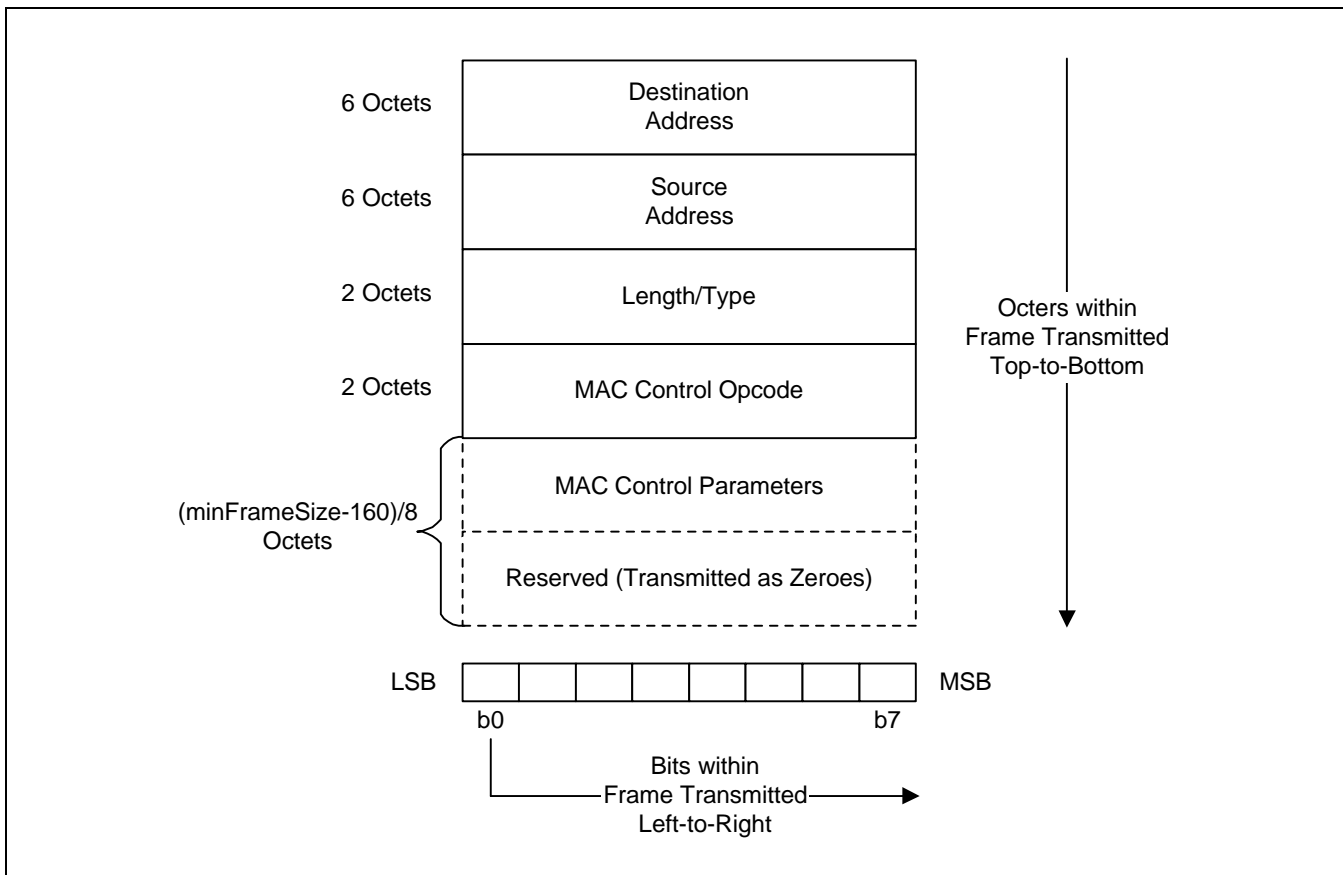 6 Octets
Destination
Address
6 Octets
Source
Address
2 Octets
Length/Type
2 Octets
MAC Control Opcode
(minFrameSize-160)/8
Octets
MAC Control Parameters
Reserved (Transmitted as Zeroes)
Octers within
Frame Transmitted
Top-to-Bottom
LSB
MSB
b0
b7
Bits within
Frame Transmitted
Left-to-Right